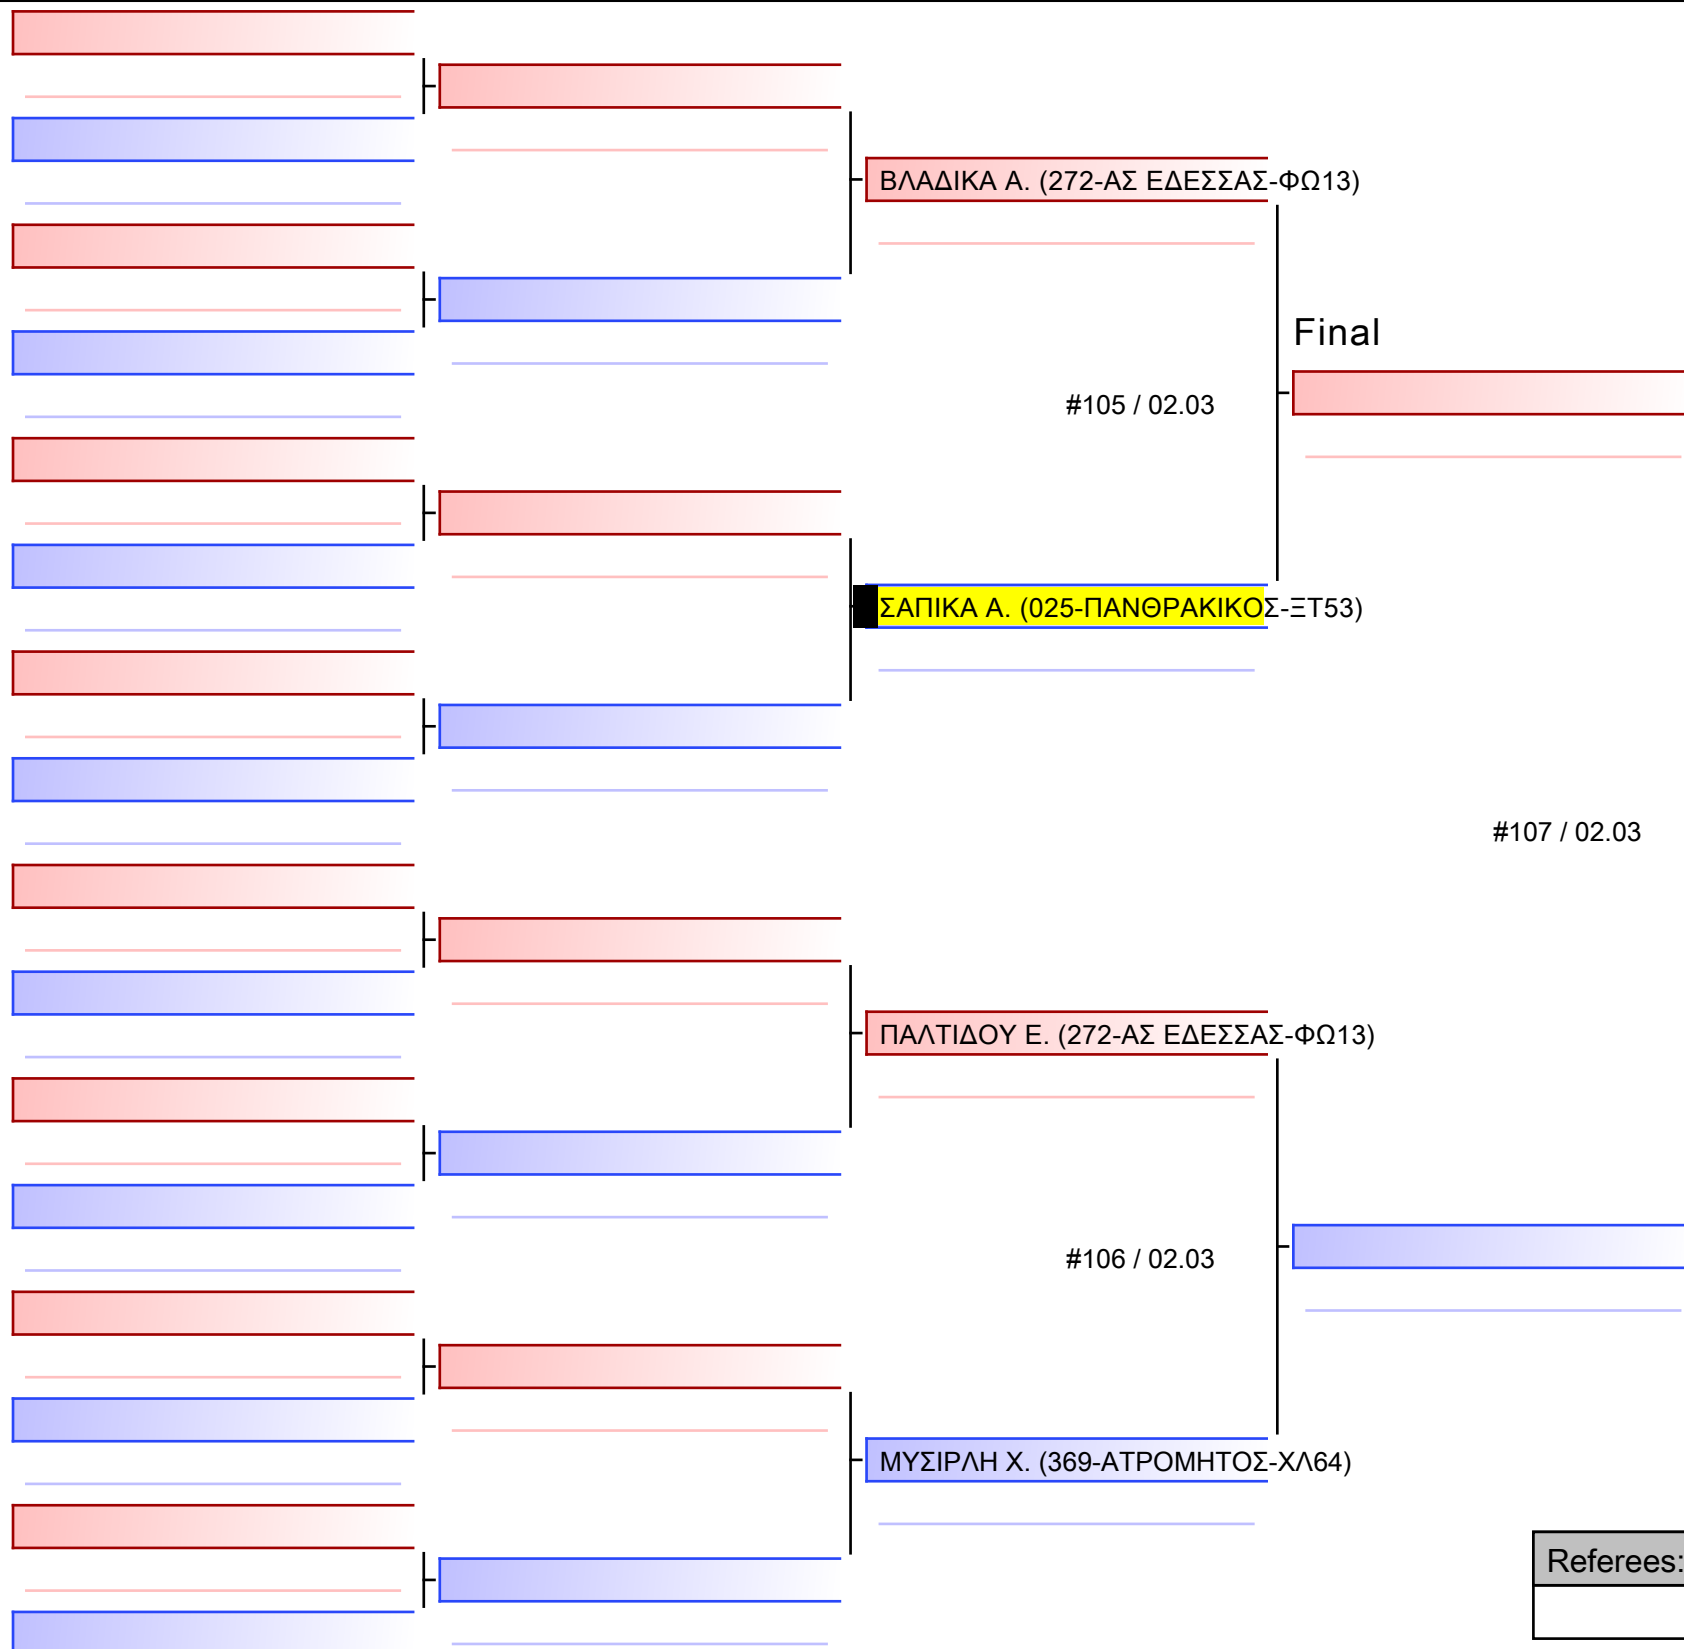 ΒΛΑΔΙΚΑ Α. (272-ΑΣ ΕΔΕΣΣΑΣ-ΦΩ13)
Final
#105 / 02.03
ΣΑΠΙΚΑ Α. (025-ΠΑΝΘΡΑΚΙΚΟΣ-ΞΤ53)
#107 / 02.03
ΠΑΛΤΙΔΟΥ Ε. (272-ΑΣ ΕΔΕΣΣΑΣ-ΦΩ13)
#106 / 02.03
ΜΥΣΙΡΛΗ Χ. (369-ΑΤΡΟΜΗΤΟΣ-ΧΛ64)
Referees: